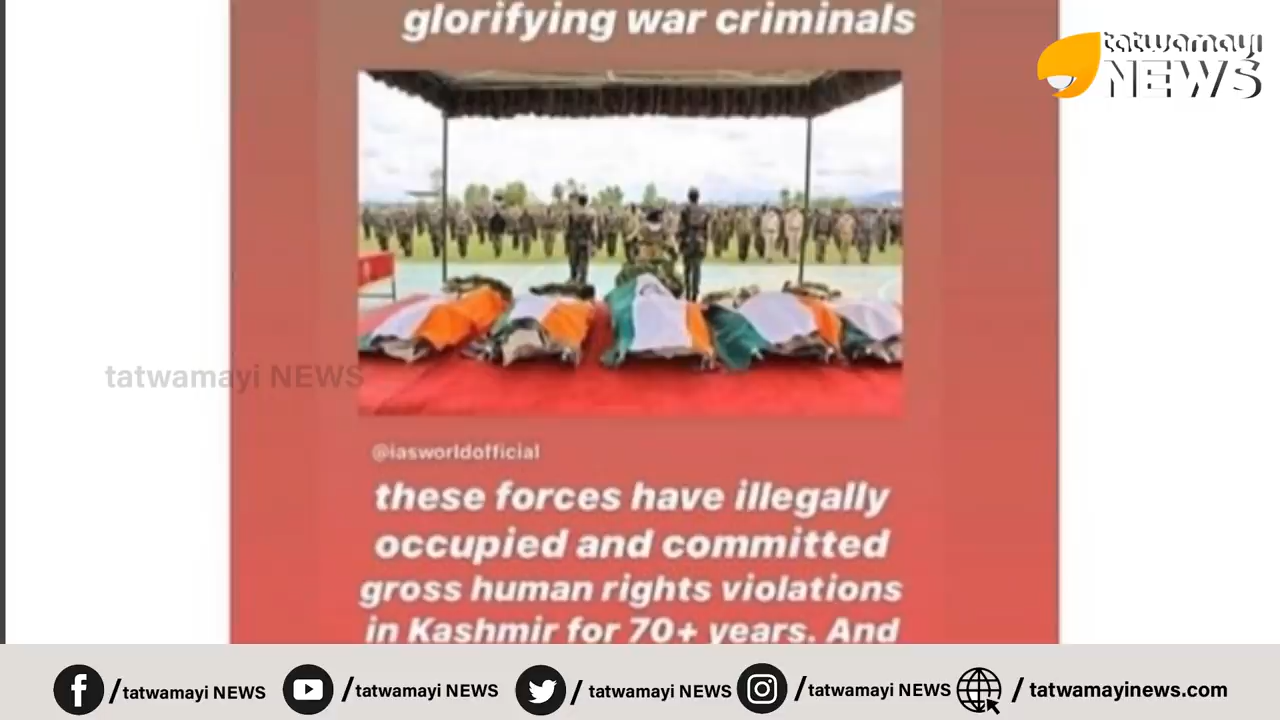 glorifying war criminals
tatwamayi
NEWS
tatwamayi NEWS
@iasworldofficial
these forces have illegally
occupied and committed
gross human rights violations
in Kashmir for 70+ years. And
/tatwamayi NEWS
/tatwamayi NEWS
/ tatwamayi NEWS
/tatwamayi NEWS
/ tatwamayinews.com